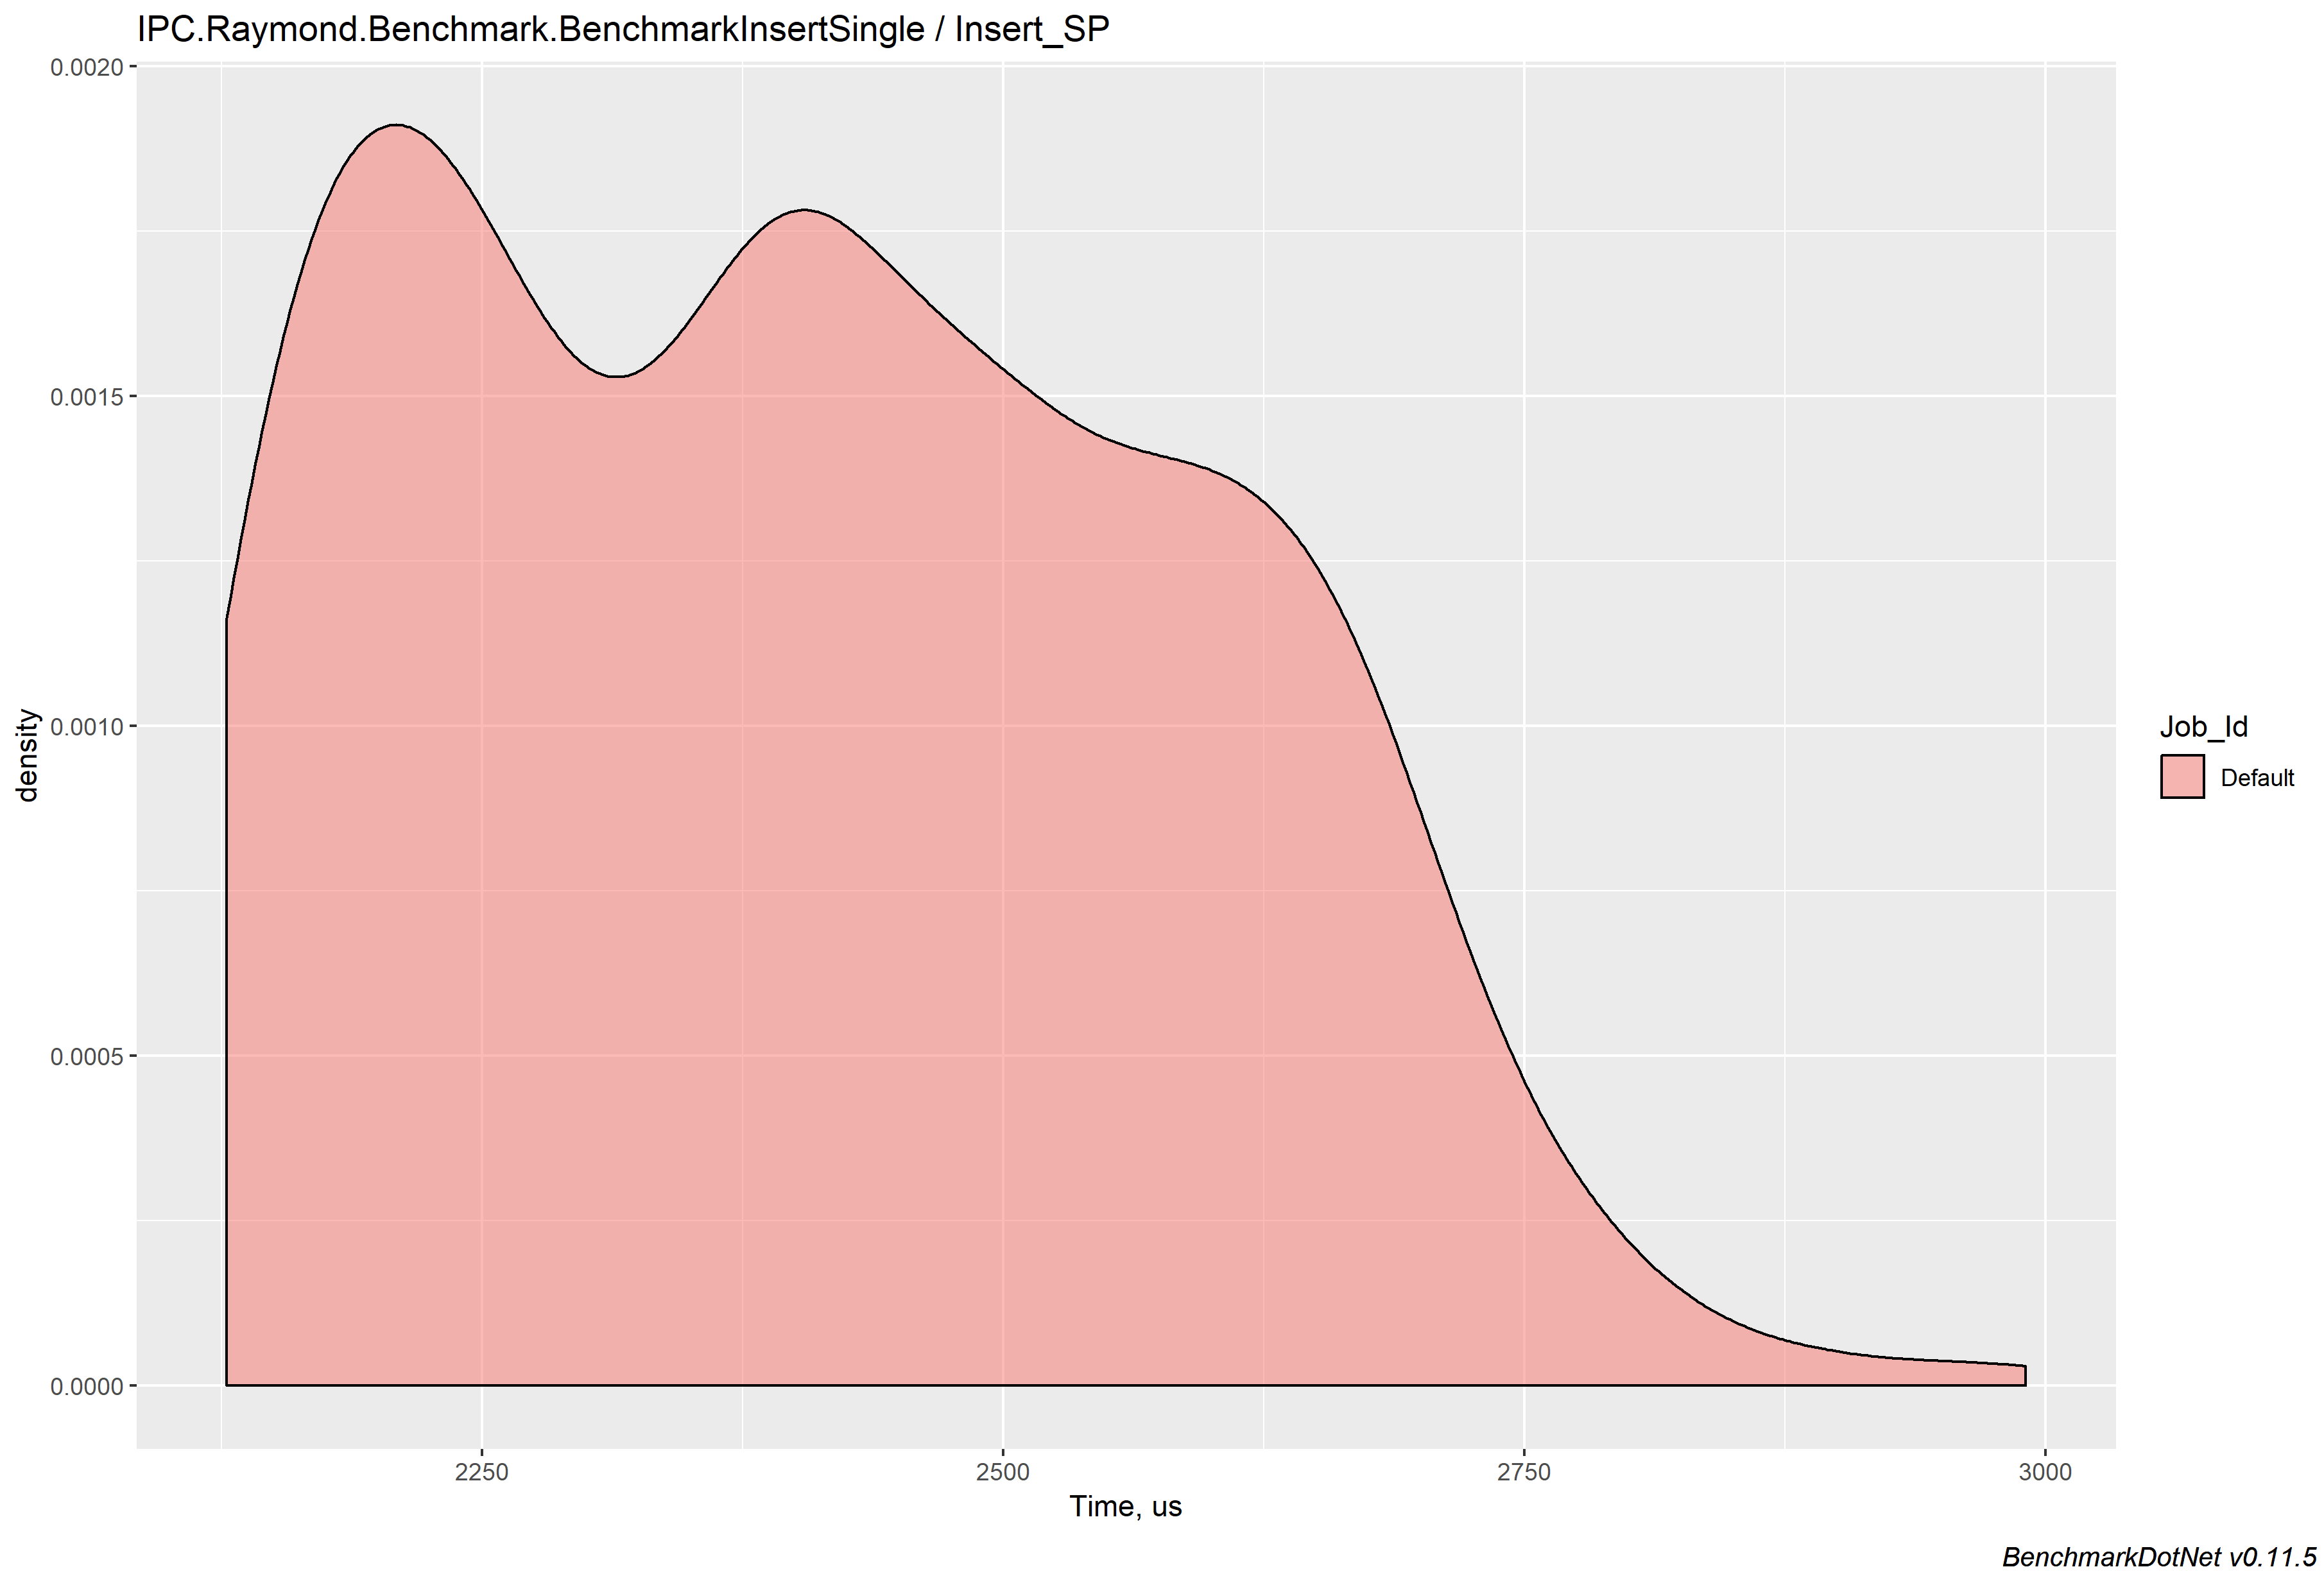 IPC.Raymond.Benchmark.BenchmarkInsertSingle / Insert_SP
0.0020
0.0015
0.0010
0.0005
0.0000
density
2250 2500 2750 3000
Time, us
Job_Id
Default
BenchmarkDotNet v0.11.5